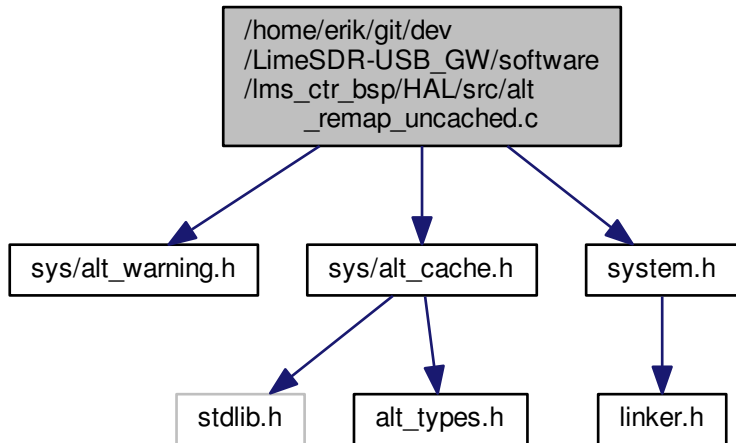 /home/erik/git/dev
/LimeSDR-USB_GW/software
/lms_ctr_bsp/HAL/src/alt
_remap_uncached.c
sys/alt_warning.h
sys/alt_cache.h
system.h
stdlib.h
alt_types.h
linker.h